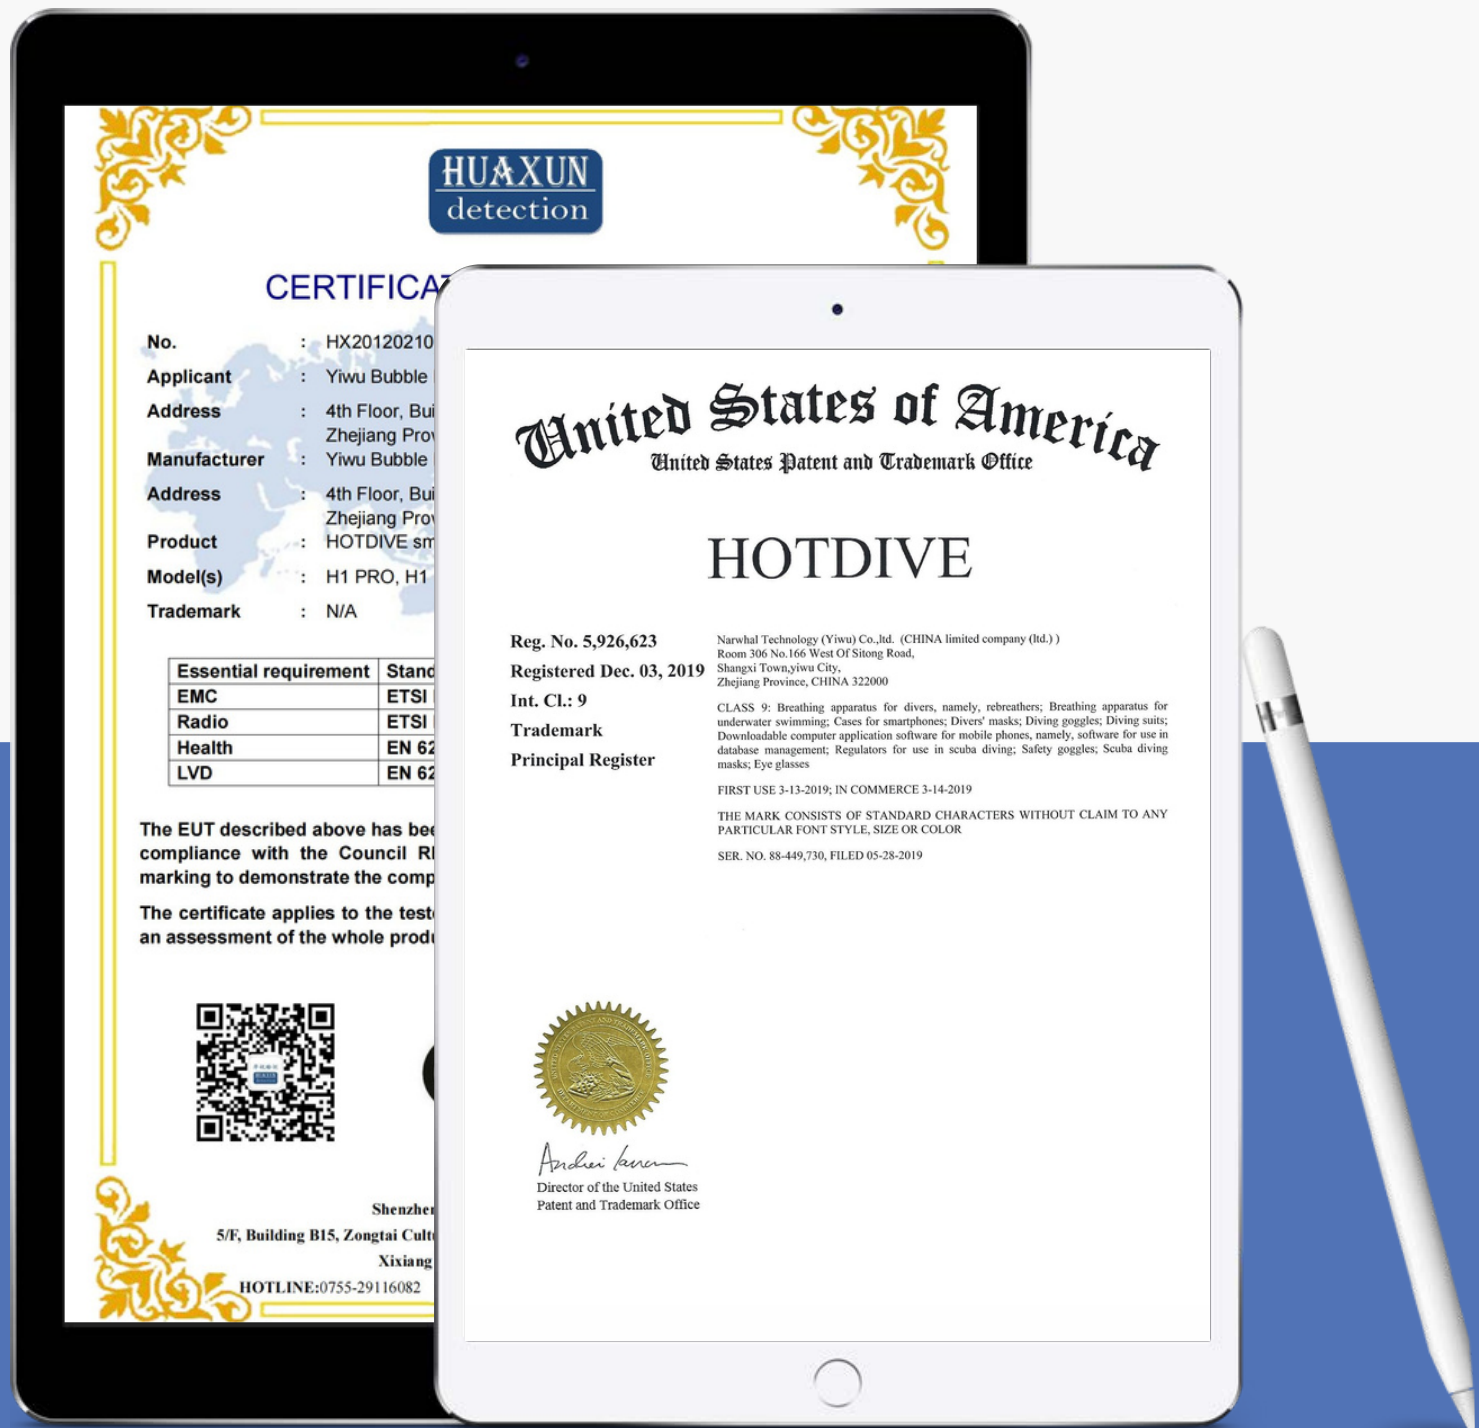 HUAXUN
detection
CERTIFICAT
No. : HX20120210
Applicant : Yiwu Bubble
Address : 4th Floor, Bui
Zhejiang Prov
Manufacturer : Yiwu Bubble
Address : 4th Floor, Bui
Zhejiang Prov
Product : HOTDIVE sm
Model(s) : H1 PRO, H1
Trademark : N/A
Essential requirement Stand
EMC ETSI
Radio ETSI
Health EN 62
LVD EN 62
The EUT described above has bee
compliance with the Council R
marking to demonstrate the comp
The certificate applies to the test
an assessment of the whole produ
Shenzhen
5/F, Building B15, Zongtai Cult
Xixiang
HOTLINE:0755-29116082
United States of America
United States Patent and Trademark Office
HOTDIVE
Reg. No. 5,926,623
Registered Dec. 03, 2019
Int. Cl.: 9
Trademark
Principal Register
Narwhal Technology (Yiwu) Co.,ltd. (CHINA limited company (ltd.) )
Room 306 No.166 West Of Sitong Road,
Shangxi Town,yiwu City,
Zhejiang Province, CHINA 322000
CLASS 9: Breathing apparatus for divers, namely, rebreathers; Breathing apparatus for
underwater swimming; Cases for smartphones; Divers' masks; Diving goggles; Diving suits;
Downloadable computer application software for mobile phones, namely, software for use in
database management; Regulators for use in scuba diving; Safety goggles; Scuba diving
masks; Eye glasses
FIRST USE 3-13-2019; IN COMMERCE 3-14-2019
THE MARK CONSISTS OF STANDARD CHARACTERS WITHOUT CLAIM TO ANY
PARTICULAR FONT STYLE, SIZE OR COLOR
SER. NO. 88-449,730, FILED 05-28-2019
Director of the United States
Patent and Trademark Office